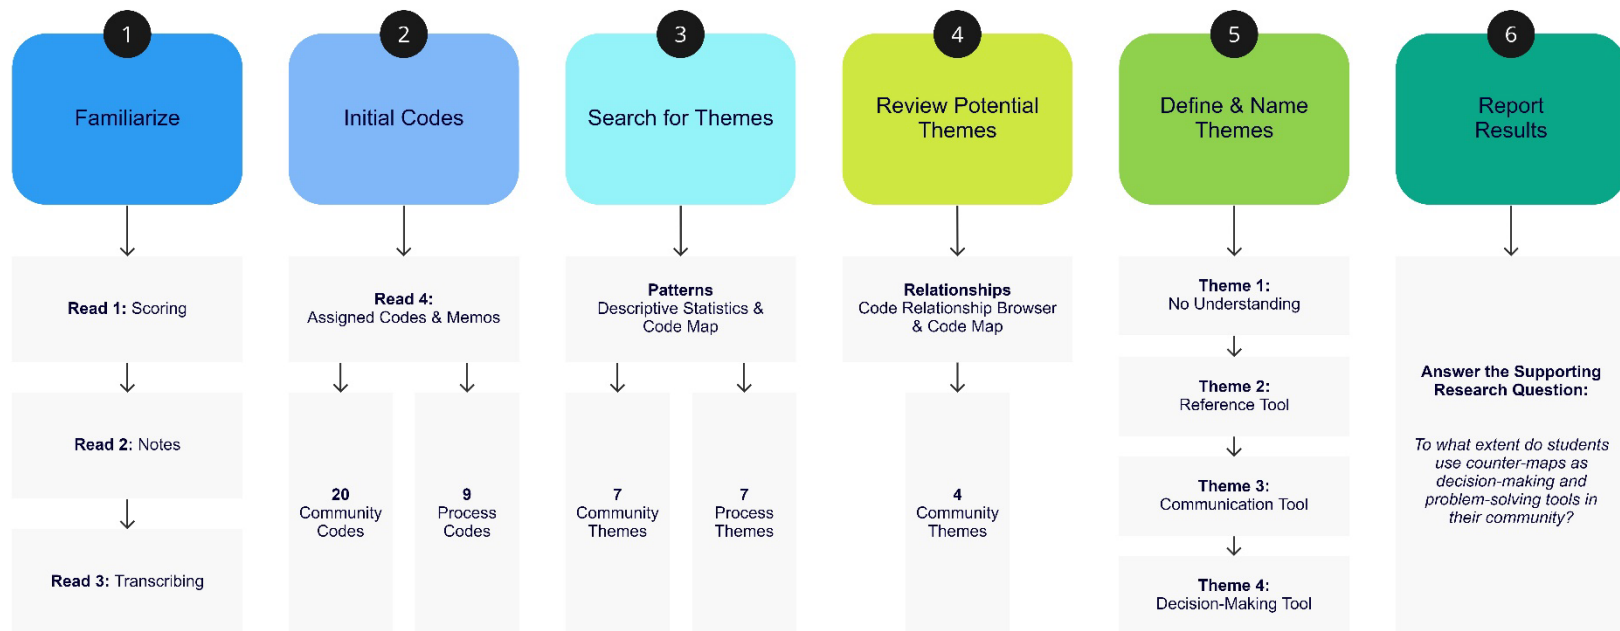 1
Familiarize
Read 1: Scoring
Read 2: Notes
Read 3: Transcribing
2
Initial Codes
Read 4:
Assigned Codes & Memos
20
Community
Codes
9
Process
Codes
3
Search for Themes
Patterns
Descriptive Statistics &
Code Map
7
Community
Themes
7
Process
Themes
4
Review Potential
Themes
Relationships
Code Relationship Browser
& Code Map
4
Community
Themes
5
Define & Name
Themes
Theme 1:
No Understanding
Theme 2:
Reference Tool
Theme 3:
Communication Tool
Theme 4:
Decision-Making Tool
6
Report
Results
Answer the Supporting
Research Question:
To what extent do students
use counter-maps as
decision-making and
problem-solving tools in
their community?